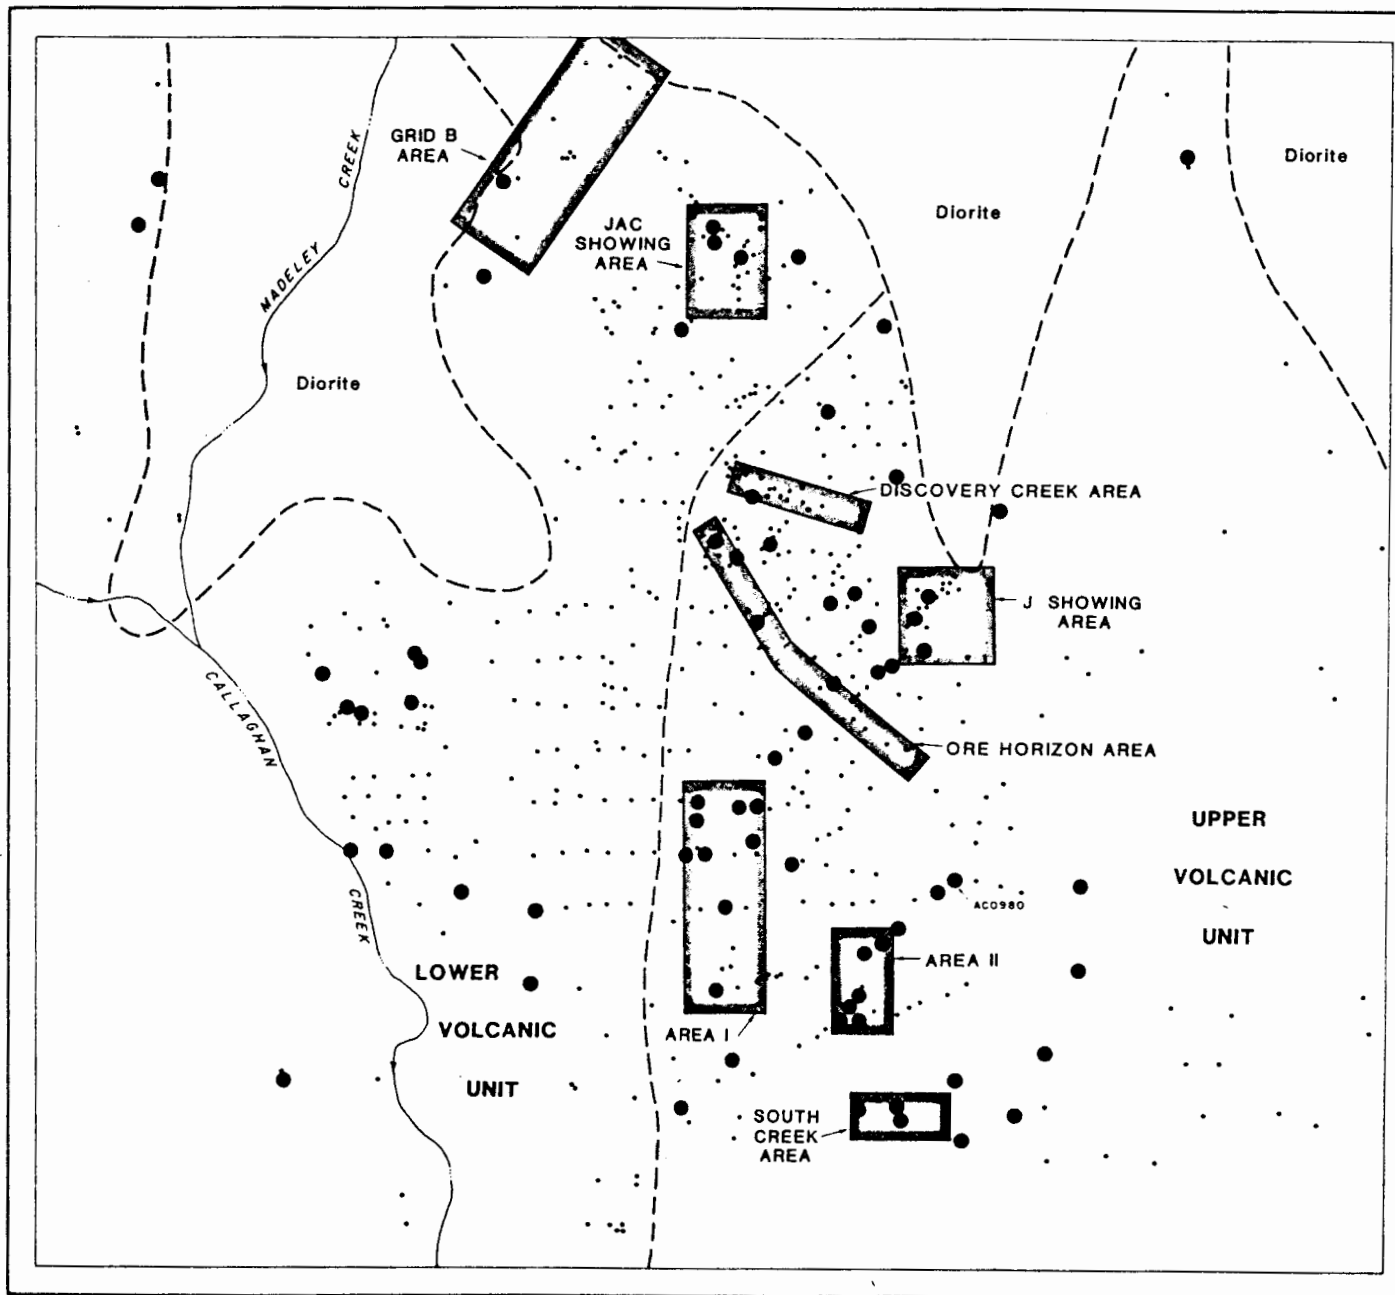 GRID B
AREA
CREEK
MADELEY
JAC
SHOWING
AREA
Diorite
Diorite
Diorite
DISCOVERY CREEK AREA
J SHOWING
AREA
CALLAGHAN
CREEK
ORE HORIZON AREA
UPPER
VOLCANIC
UNIT
AC0980
LOWER
VOLCANIC
UNIT
AREA II
AREA I
SOUTH
CREEK
AREA